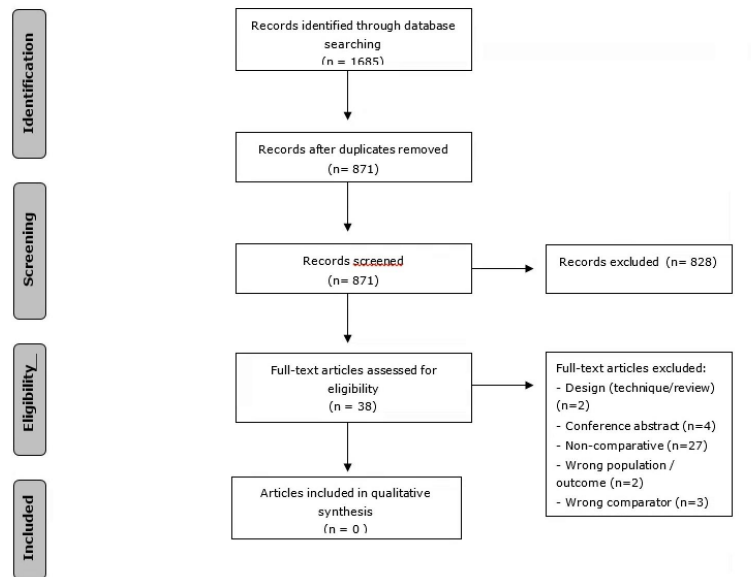 Identification
Records identified through database
searching
(n = 1685)
Records after duplicates removed
(n= 871)
Screening
Records screened
(n= 871)
Records excluded (n= 828)
Eligibility_
Full-text articles assessed for
eligibility
(n = 38)
Full-text articles excluded:
- Design (technique/review)
(n=2)
- Conference abstract (n=4)
- Non-comparative (n=27)
- Wrong population /
outcome (n=2)
- Wrong comparator (n=3)
Included
Articles included in qualitative
synthesis
(n = 0 )